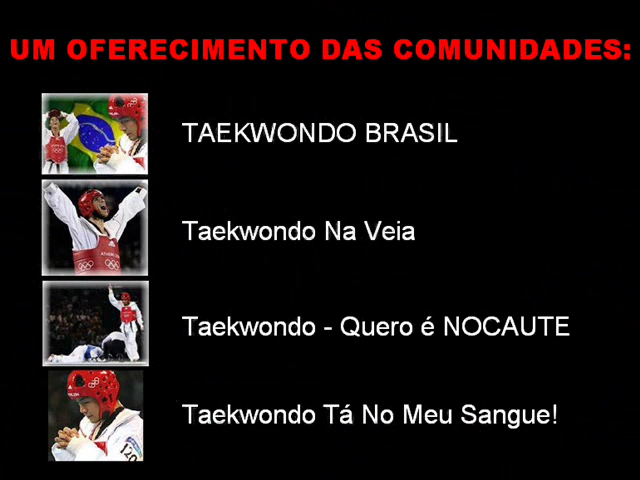 UM OFERECIMENTO DAS COMUNIDADES:
TAEKWONDO BRASIL
Taekwondo Na Veia
Taekwondo - Quero é NOCAUTE
Taekwondo Tá No Meu Sangue!